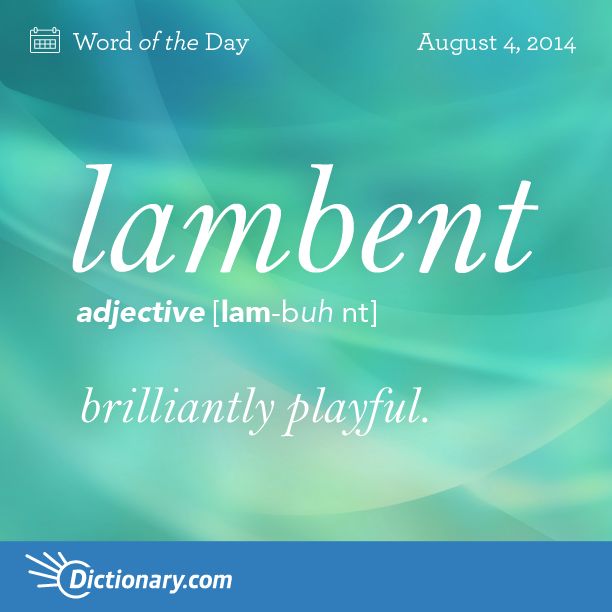 Word of the Day
August 4, 2014
lambent
adjective [lam-buh nt]
brilliantly playful.
Dictionary.com